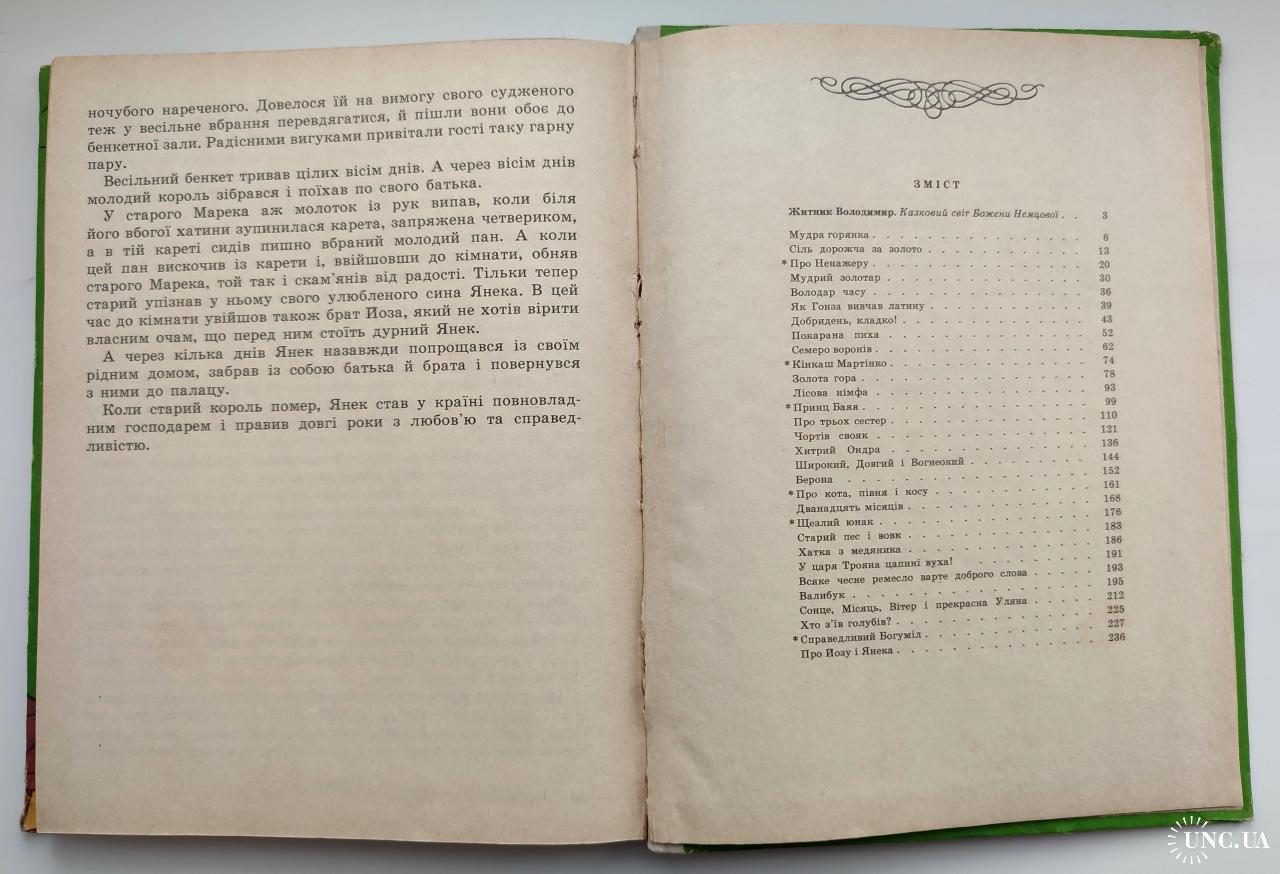 ночубого нареченого. Довелося їй на вимогу свого судженого
теж у весільне вбрання перевдягатися, й пішли вони обоє до
бенкетної зали. Радісними вигуками привітали гості таку гарну
пару.
Весільний бенкет тривав цілих вісім днів. А через вісім днів
молодий король зібрався і поїхав по свого батька.
У старого Марека аж молоток із рук випав, коли біля
його вбогої хатини зупинилася карета, запряжена четвериком,
а в тій кареті сидів пишно вбраний молодий пан. А коли
цей пан вискочив із карети і, ввійшовши до кімнати, обняв
старого Марека, той так і скам'янів від радості. Тільки тепер
старий упізнав у ньому свого улюбленого сина Янека. В цей
час до кімнати увійшов також брат Йоза, який не хотів вірити
власним очам, що перед ним стоїть дурний Янек.
А через кілька днів Янек назавжди попрощався із своїм
рідним домом, забрав із собою батька й брата і повернувся
з ними до палацу.
Коли старий король помер, Янек став у країні повновлад-
ним господарем і правив довгі роки з любов'ю та справед-
ливістю.
ЗМІСТ
Житник Володимир. Казковий світ Божени Немцової . . 3
Мудра горянка . . . . . . . . . . . . . . . 6
Сіль дорожча за золото . . . . . . . . . . . . 13
* Про Ненажеру . . . . . . . . . . . . . . . 20
Мудрий золотар . . . . . . . . . . . . . . 30
Володар часу . . . . . . . . . . . . . . . 36
Як Гонза вивчав латину . . . . . . . . . . . 39
Добридень, кладко! . . . . . . . . . . . . . 43
Покарана пиха . . . . . . . . . . . . . . 52
Семеро воронів . . . . . . . . . . . . . . 62
* Кінкаш Мартінко . . . . . . . . . . . . . . 74
Золота гора . . . . . . . . . . . . . . . 78
Лісова німфа . . . . . . . . . . . . . . . 93
* Принц Баяя . . . . . . . . . . . . . . . 99
Про трьох сестер . . . . . . . . . . . . . . 110
Чортів свояк . . . . . . . . . . . . . . . 121
Хитрий Ондра . . . . . . . . . . . . . . 136
Широкий, Довгий і Вогнеокий . . . . . . . . . 144
Берона . . . . . . . . . . . . . . . . . 152
* Про кота, півня і косу . . . . . . . . . . . 161
Дванадцять місяців . . . . . . . . . . . . . 168
* Щезлий юнак . . . . . . . . . . . . . . . 176
Старий пес і вовк . . . . . . . . . . . . . 183
Хатка з медяника . . . . . . . . . . . . . 186
У царя Трояна цапині вуха! . . . . . . . . . 191
Всяке чесне ремесло варте доброго слова . . . . . 193
Валибук . . . . . . . . . . . . . . . . . 195
Сонце, Місяць, Вітер і прекрасна Уляна . . . . . 212
Хто з'їв голубів? . . . . . . . . . . . . . 225
* Справедливий Богуміл . . . . . . . . . . . . 227
Про Йозу і Янека . . . . . . . . . . . . . . 236
UNC.UA